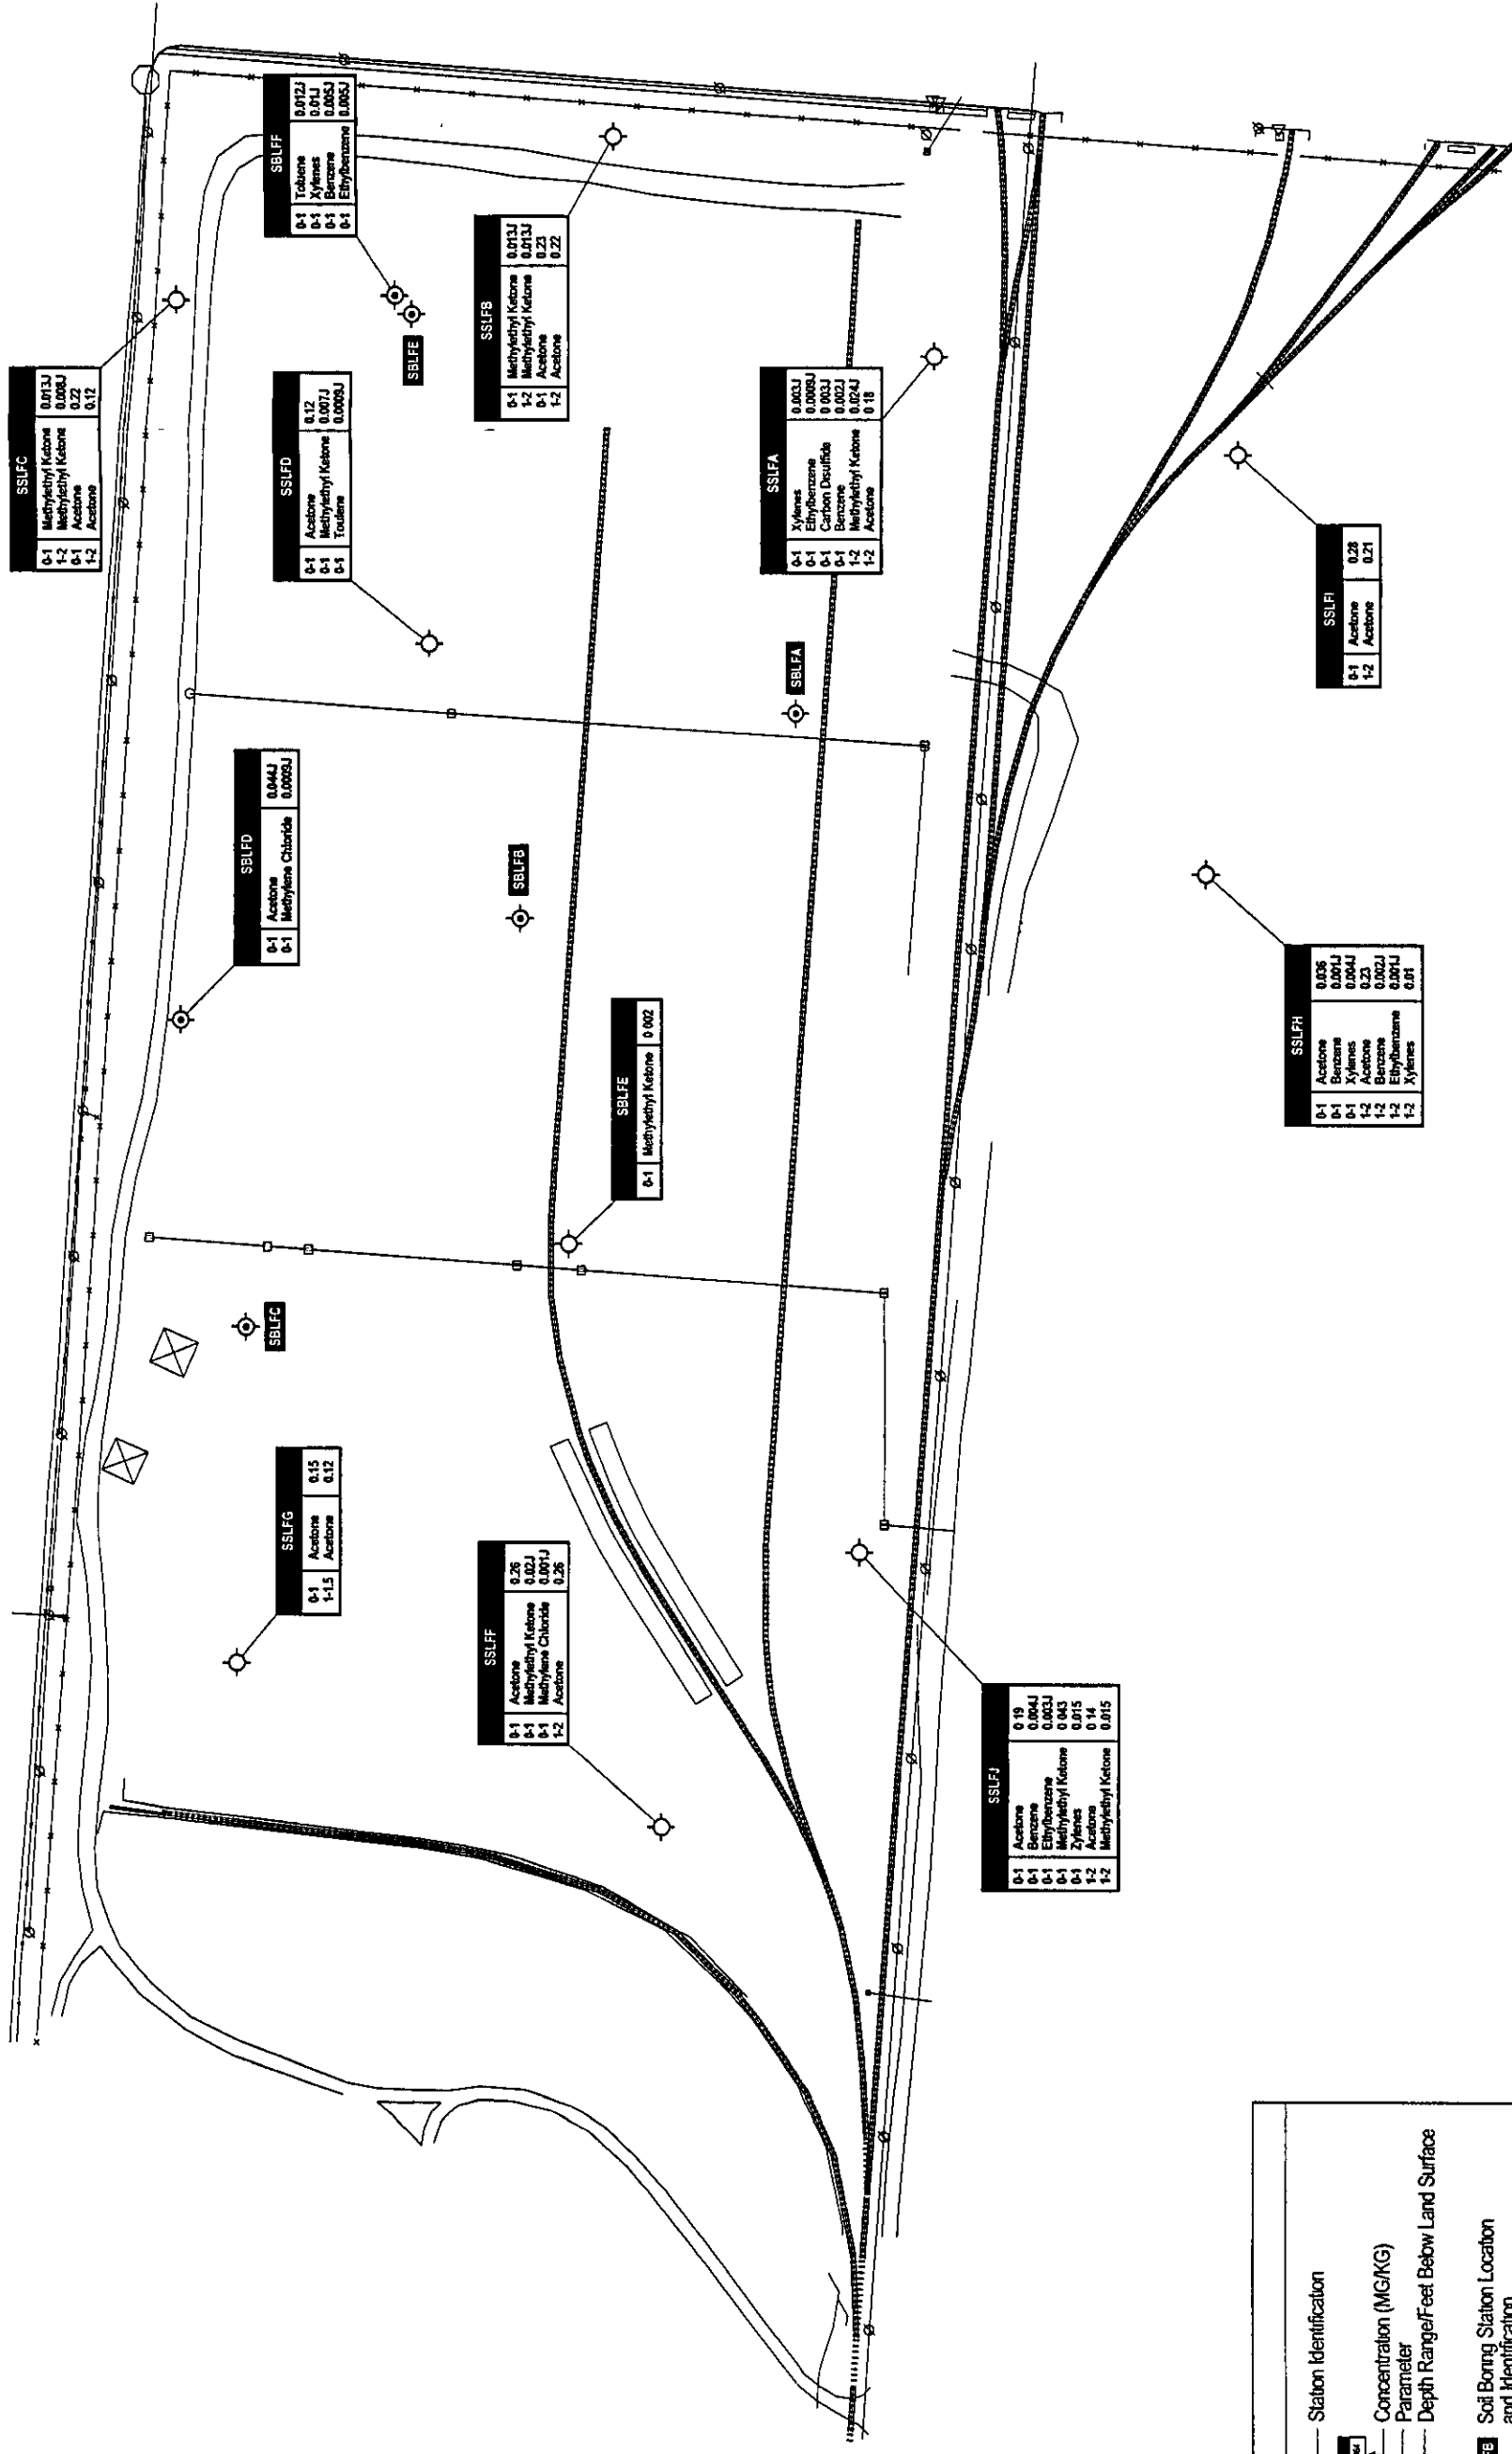 SSLFC
0-1 Methylethyl Ketone 0.013J
1-2 Methylethyl Ketone 0.008J
0-1 Acetone 0.22
1-2 Acetone 0.12
SBLFF
0-1 Toluene 0.012J
0-1 Xylenes 0.01J
0-1 Benzene 0.005J
0-1 Ethylbenzene 0.005J
SBLFE
SSLFD
0-1 Acetone 0.12
0-1 Methylethyl Ketone 0.007J
0-1 Toulene 0.0009J
SSLFB
0-1 Methylethyl Ketone 0.013J
1-2 Methylethyl Ketone 0.013J
0-1 Acetone 0.23
1-2 Acetone 0.22
SBLFD
0-1 Acetone 0.044J
0-1 Methylene Chloride 0.0009J
SBLFB
SBLFA
SSLFA
0-1 Xylenes 0.003J
0-1 Ethylbenzene 0.0009J
0-1 Carbon Disulfide 0.003J
0-1 Benzene 0.002J
1-2 Methylethyl Ketone 0.024J
1-2 Acetone 0.18
SBLFC
SBLFE
0-1 Methylethyl Ketone 0.002
SSLFG
0-1 Acetone 0.15
1-1.5 Acetone 0.12
SSLFF
0-1 Acetone 0.26
0-1 Methylethyl Ketone 0.02J
0-1 Methylene Chloride 0.001J
1-2 Acetone 0.26
SSLFI
0-1 Acetone 0.28
1-2 Acetone 0.21
SSLFH
0-1 Acetone 0.036
0-1 Benzene 0.001J
0-1 Xylenes 0.004J
1-2 Acetone 0.23
1-2 Benzene 0.002J
1-2 Ethylbenzene 0.001J
1-2 Xylenes 0.01
SSLFJ
0-1 Acetone 0.19
0-1 Benzene 0.004J
0-1 Ethylbenzene 0.003J
0-1 Methylethyl Ketone 0.043
0-1 Zylenes 0.015
1-2 Acetone 0.14
1-2 Methylethyl Ketone 0.015
Station Identification
Concentration (MG/KG)
Parameter
Depth Range/Feet Below Land Surface
Soil Boring Station Location
and Identification